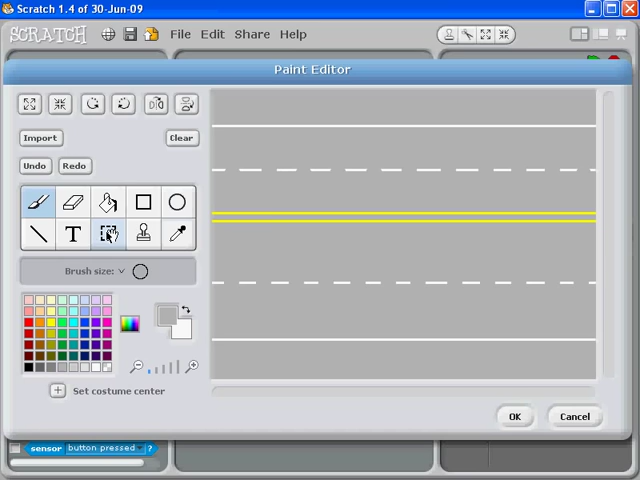 Scratch 1.4 of 30-Jun-09
SCRATCH File Edit Share Help
Paint Editor
Import Clear
Undo Redo
T
Brush size:
Set costume center
OK Cancel
sensor button pressed ?